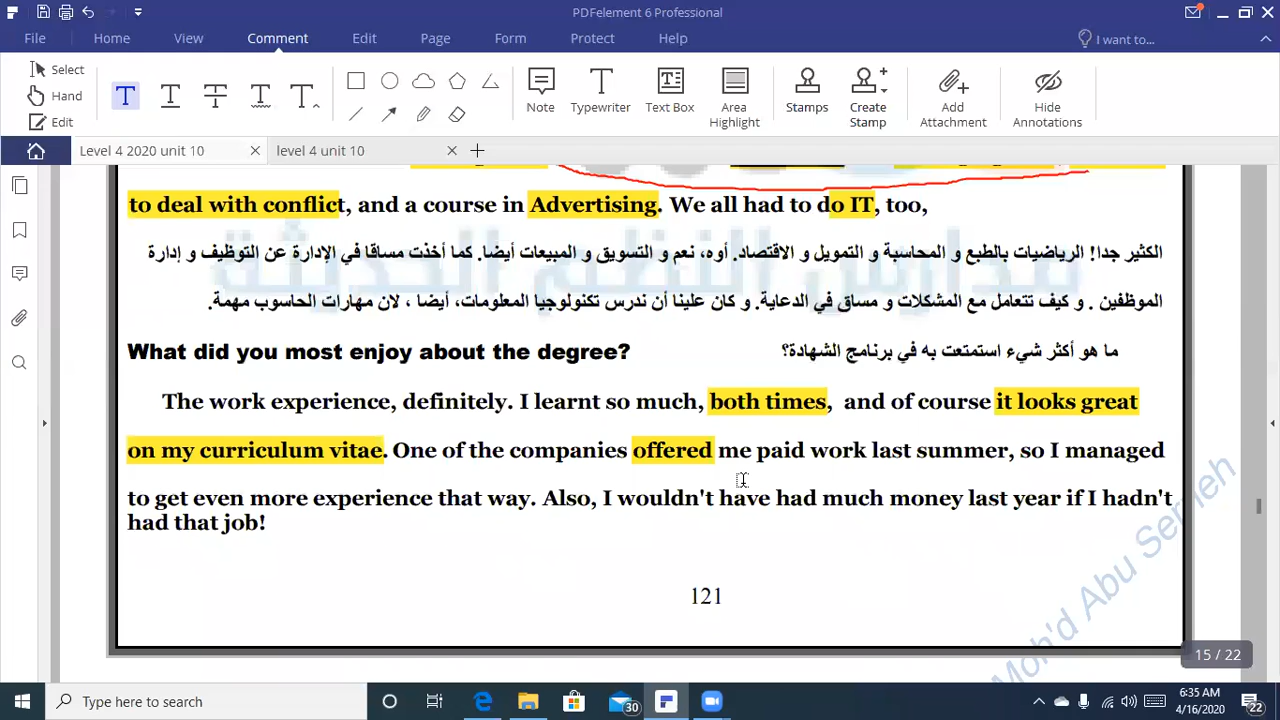 PDFelement 6 Professional
File Home View Comment Edit Page Form Protect Help I want to...
Select
Hand
Edit
Note Typewriter Text Box Area Highlight Stamps Create Stamp Add Attachment Hide Annotations
Level 4 2020 unit 10 level 4 unit 10
to deal with conflict, and a course in Advertising. We all had to do IT, too,
الكثير جدا! الرياضيات بالطبع و المحاسبة و التمويل و الاقتصاد. أوه، نعم و التسويق و المبيعات أيضا. كما أخذت مساقا في الإدارة عن التوظيف و إدارة
الموظفين . و كيف تتعامل مع المشكلات و مساق في الدعاية. و كان علينا أن ندرس تكنولوجيا المعلومات، أيضا ، لان مهارات الحاسوب مهمة.
What did you most enjoy about the degree? ما هو أكثر شيء استمتعت به في برنامج الشهادة؟
The work experience, definitely. I learnt so much, both times, and of course it looks great
on my curriculum vitae. One of the companies offered me paid work last summer, so I managed
to get even more experience that way. Also, I wouldn't have had much money last year if I hadn't
had that job!
121
Moh'd Abu Serrieh
15 / 22
Type here to search
30
6:35 AM
4/16/2020
22